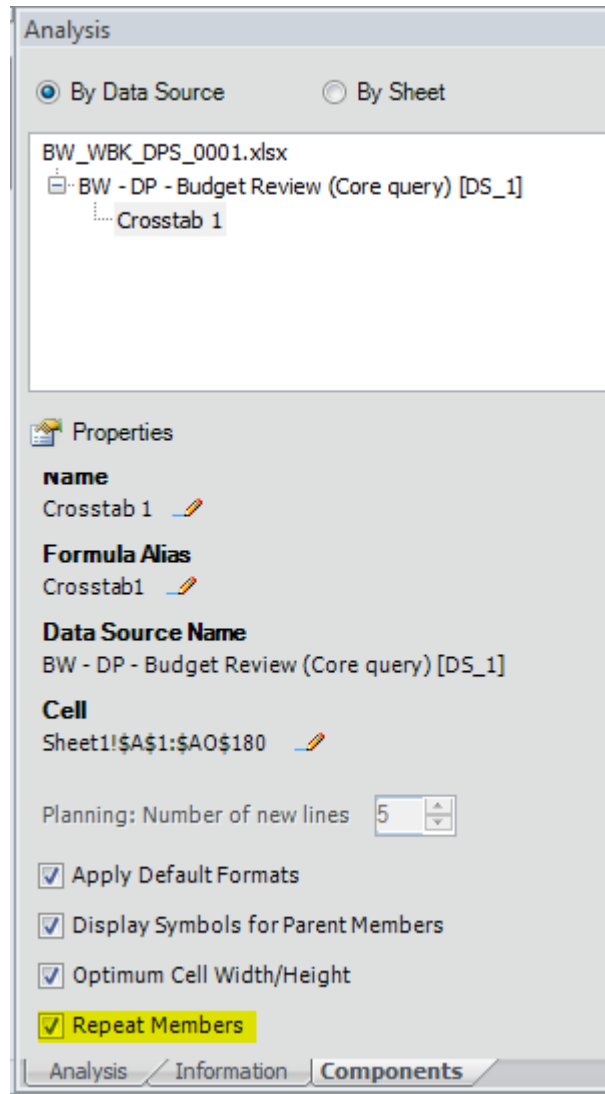 Analysis
By Data Source By Sheet
BW_WBK_DPS_0001.xlsx
BW - DP - Budget Review (Core query) [DS_1]
Crosstab 1
Properties
Name
Crosstab 1
Formula Alias
Crosstab1
Data Source Name
BW - DP - Budget Review (Core query) [DS_1]
Cell
Sheet1!$A$1:$AO$180
Planning: Number of new lines 5
Apply Default Formats
Display Symbols for Parent Members
Optimum Cell Width/Height
Repeat Members
Analysis Information Components